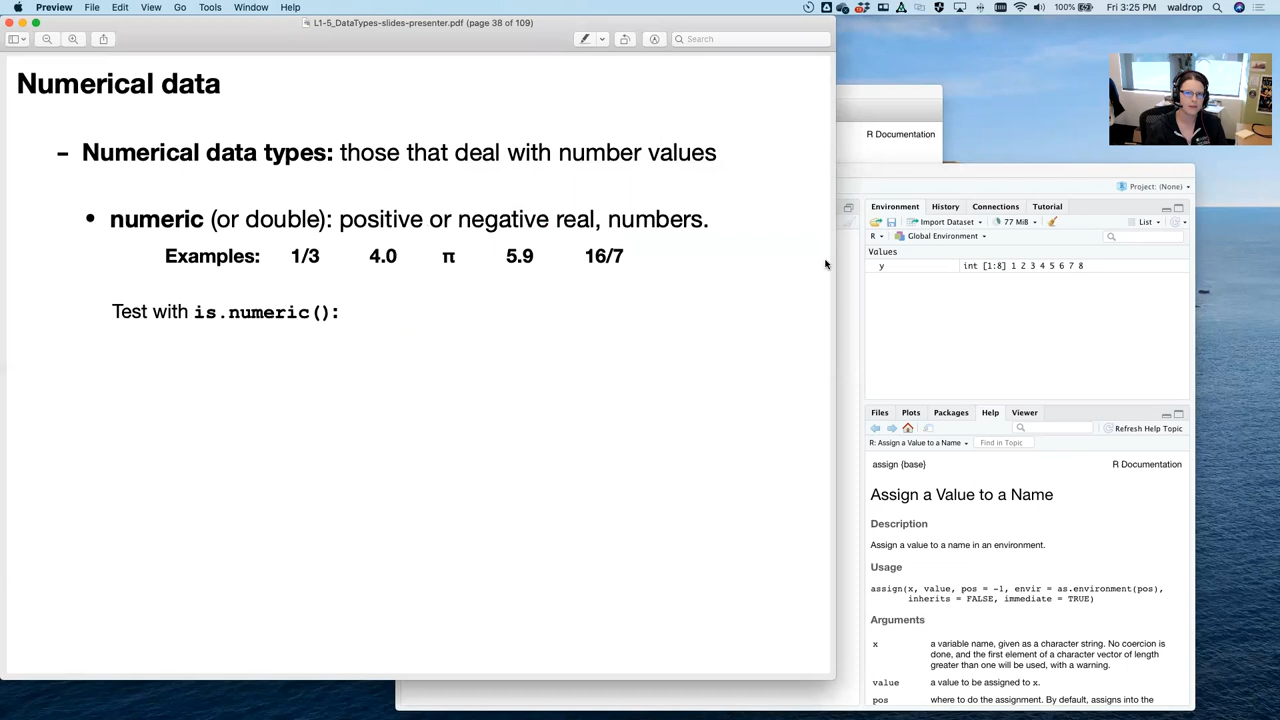 Preview File Edit View Go Tools Window Help
100% Fri 3:25 PM waldrop
L1-5_DataTypes-slides-presenter.pdf (page 38 of 109)
Search
Numerical data
– Numerical data types: those that deal with number values
• numeric (or double): positive or negative real, numbers.
Examples: 1/3 4.0 π 5.9 16/7
Test with is.numeric():
R Documentation
Project: (None)
Environment History Connections Tutorial
Import Dataset 77 MiB List
R Global Environment
Values
y int [1:8] 1 2 3 4 5 6 7 8
Files Plots Packages Help Viewer
Refresh Help Topic
R: Assign a Value to a Name Find in Topic
assign {base} R Documentation
Assign a Value to a Name
Description
Assign a value to a name in an environment.
Usage
assign(x, value, pos = -1, envir = as.environment(pos),
inherits = FALSE, immediate = TRUE)
Arguments
x a variable name, given as a character string. No coercion is
done, and the first element of a character vector of length
greater than one will be used, with a warning.
value a value to be assigned to x.
pos where to do the assignment. By default, assigns into the